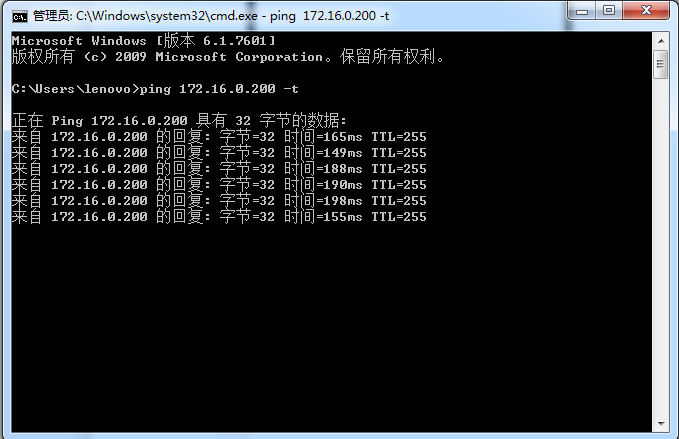 管理员: C:\Windows\system32\cmd.exe - ping 172.16.0.200 -t
Microsoft Windows [版本 6.1.7601]
版权所有 (c) 2009 Microsoft Corporation。保留所有权利。
C:\Users\lenovo>ping 172.16.0.200 -t
正在 Ping 172.16.0.200 具有 32 字节的数据:
来自 172.16.0.200 的回复: 字节=32 时间=165ms TTL=255
来自 172.16.0.200 的回复: 字节=32 时间=149ms TTL=255
来自 172.16.0.200 的回复: 字节=32 时间=188ms TTL=255
来自 172.16.0.200 的回复: 字节=32 时间=190ms TTL=255
来自 172.16.0.200 的回复: 字节=32 时间=198ms TTL=255
来自 172.16.0.200 的回复: 字节=32 时间=155ms TTL=255